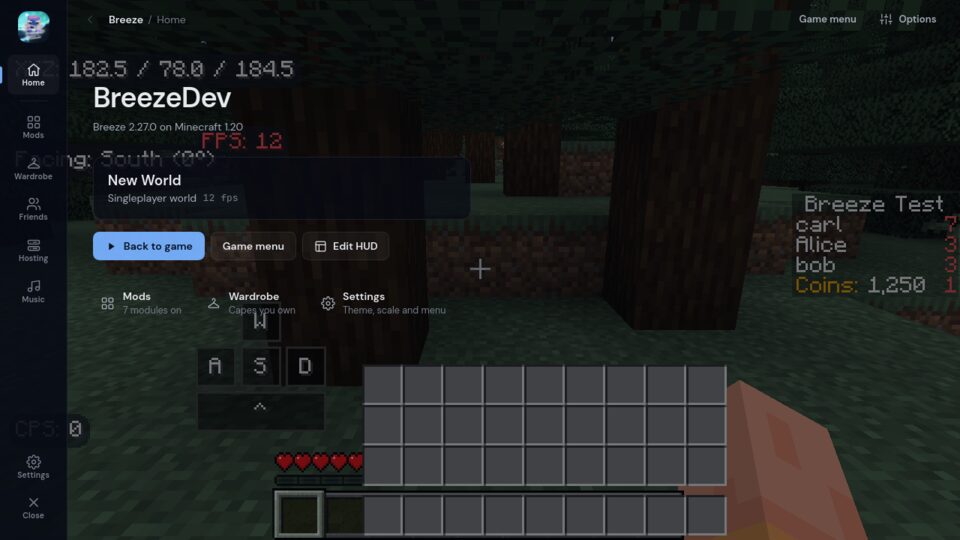 Breeze / Home
Game menu
Options
Home
182.5 / 78.0 / 184.5
BreezeDev
Breeze 2.27.0 on Minecraft 1.20
FPS: 12
Mods
Facing: South (0°)
Wardrobe
New World
Singleplayer world 12 fps
Friends
Breeze Test
carl 7
Alice 3
bob 3
Coins: 1,250 1
Back to game
Game menu
Edit HUD
Hosting
Music
Mods
7 modules on
Wardrobe
Capes you own
Settings
Theme, scale and menu
W
A
S
D
^
CPS: 0
Settings
Close